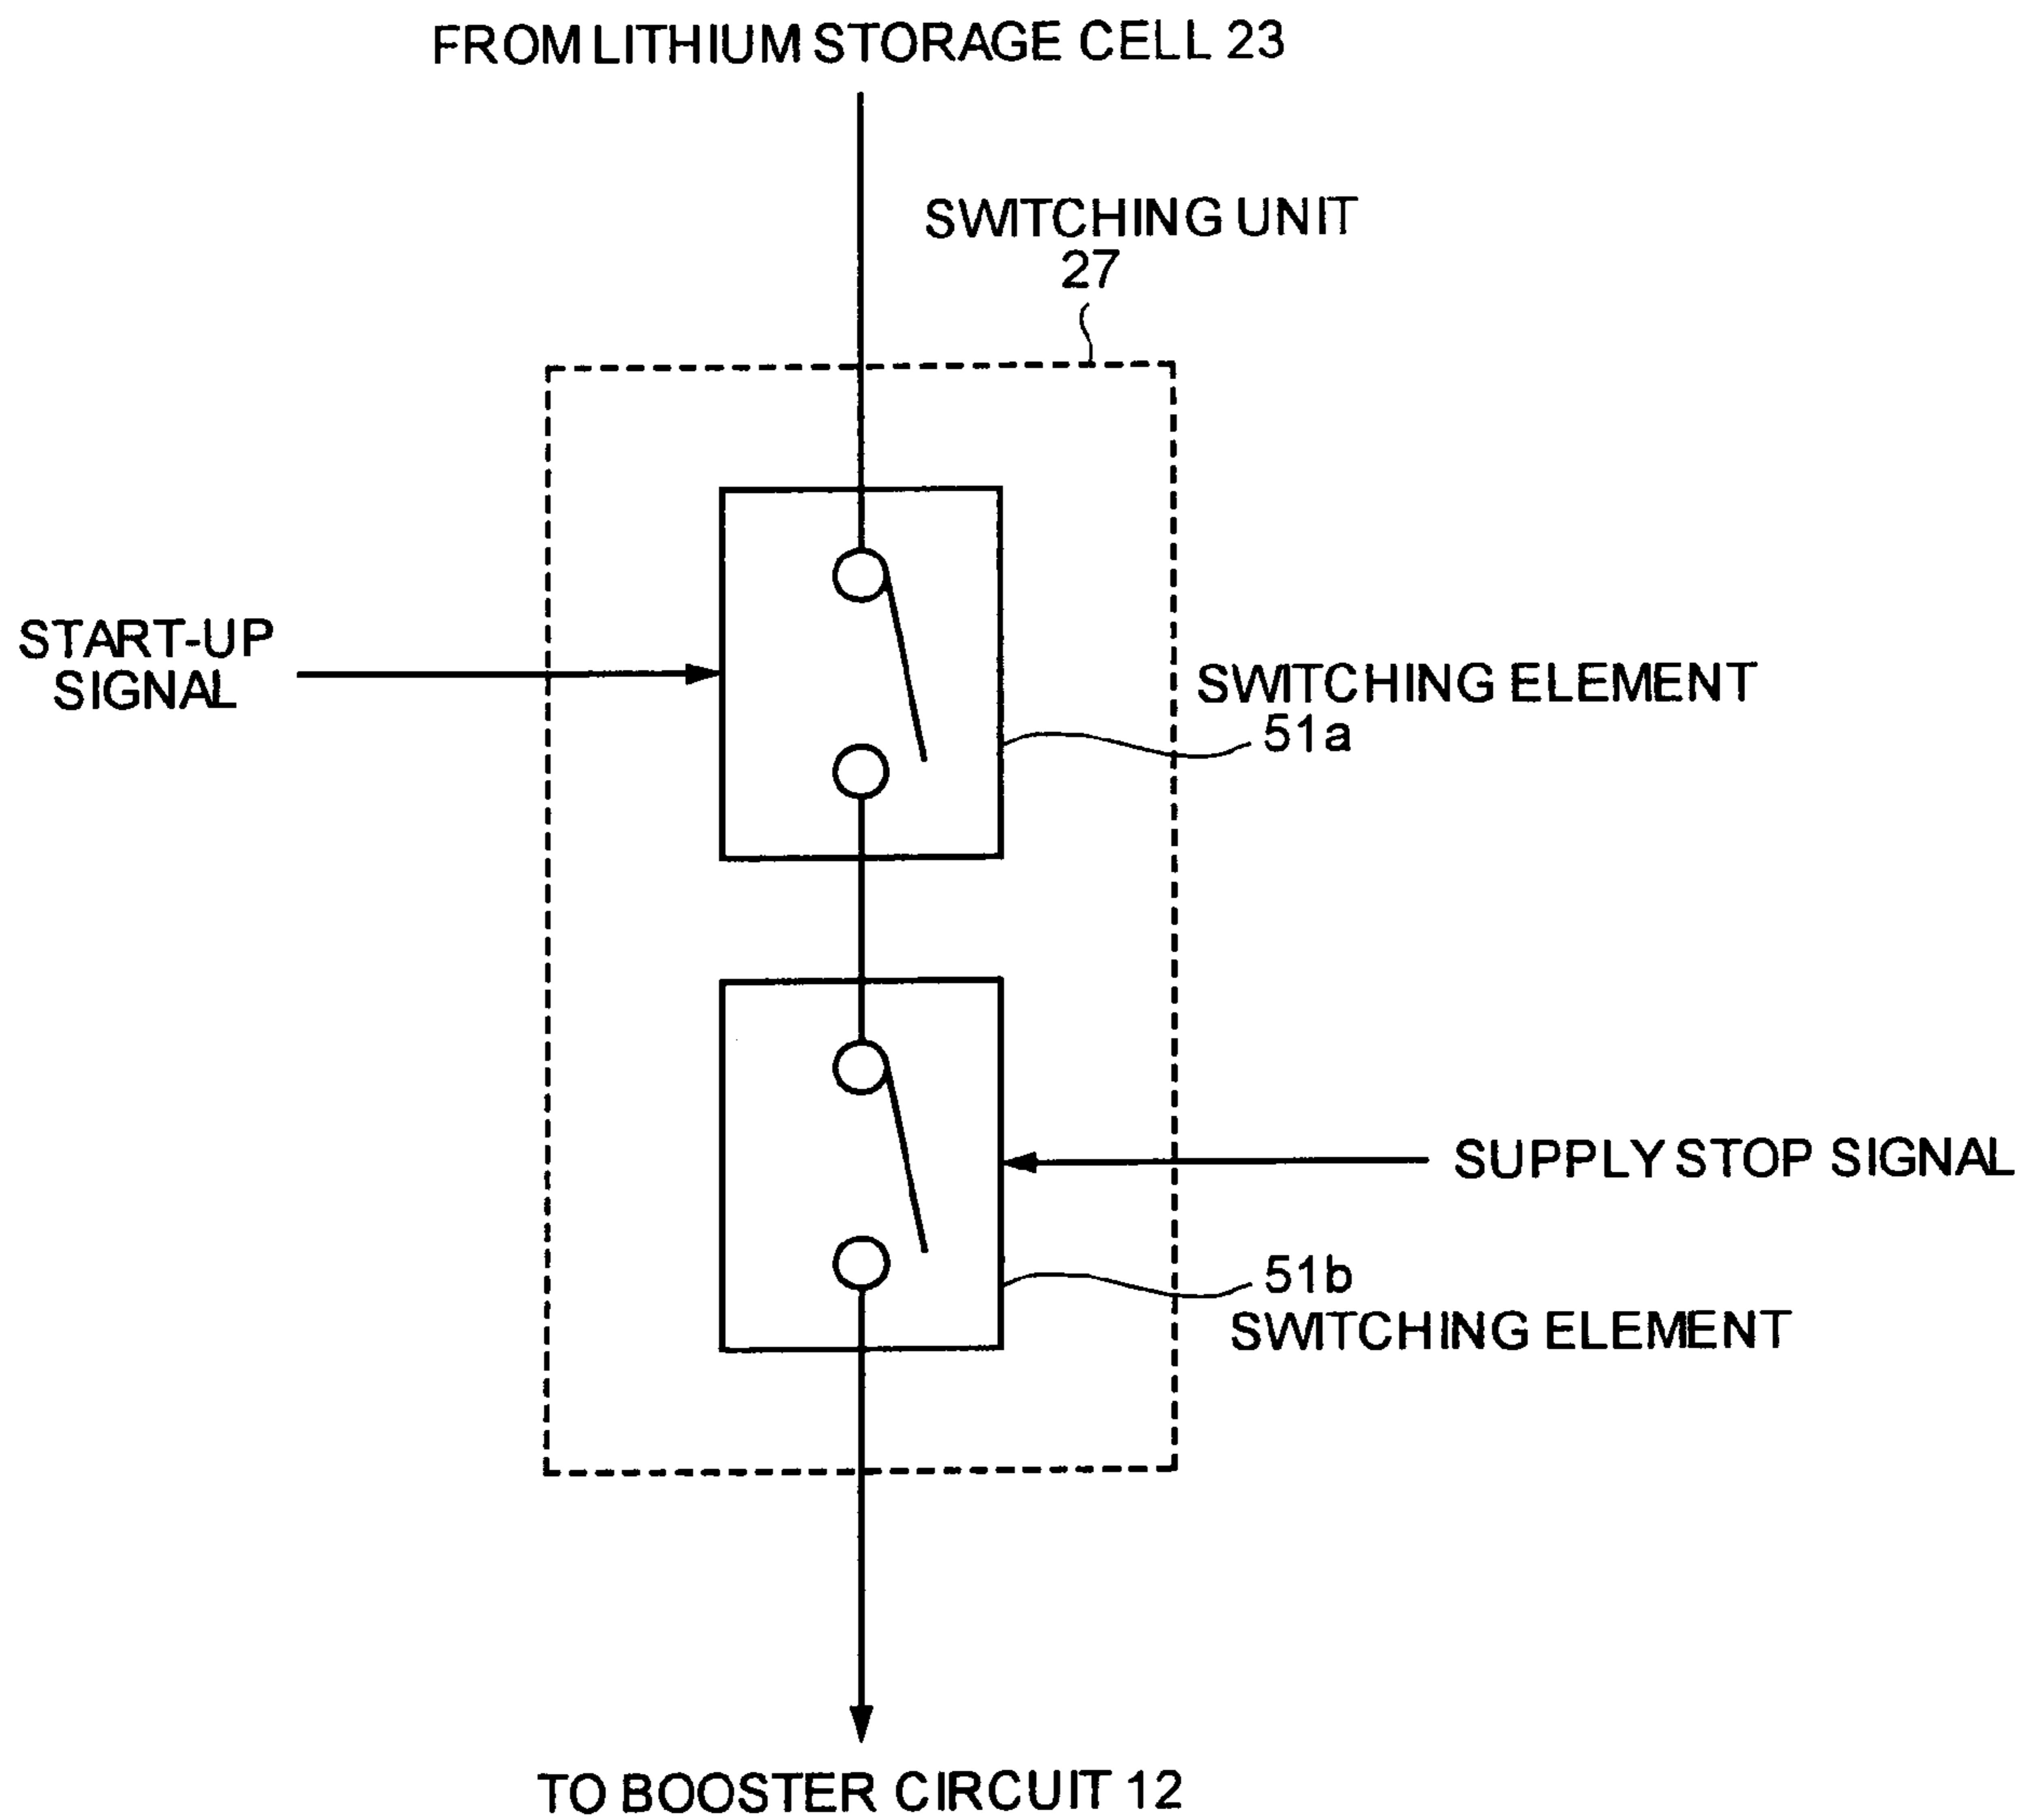 FROM LITHIUM STORAGE CELL 23
SWITCHING UNIT
27
START-UP
SIGNAL
SWITCHING ELEMENT
51a
SUPPLY STOP SIGNAL
51b
SWITCHING ELEMENT
TO BOOSTER CIRCUIT 12